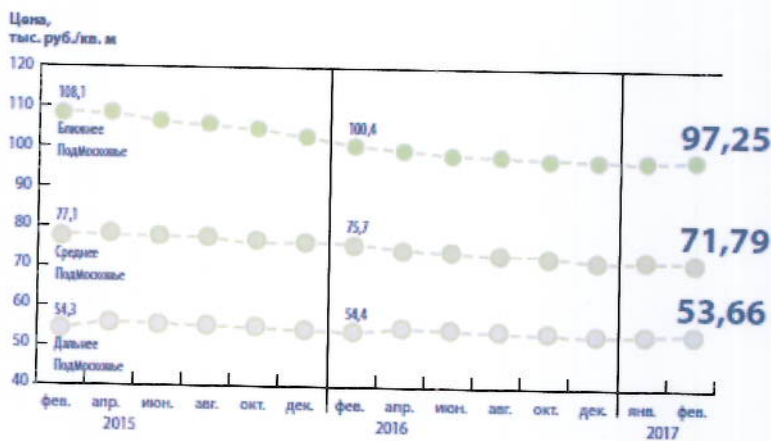 Цена,
тыс. руб./кв. м
120
110
100
90
80
70
60
50
40
108,1
Ближнее
Подмосковье
100,4
97,25
77,1
Среднее
Подмосковье
75,7
71,79
54,3
Дальнее
Подмосковье
54,4
53,66
фев. апр. июн. авг. окт. дек. фев. апр. июн. авг. окт. дек. янв. фев.
2015 2016 2017